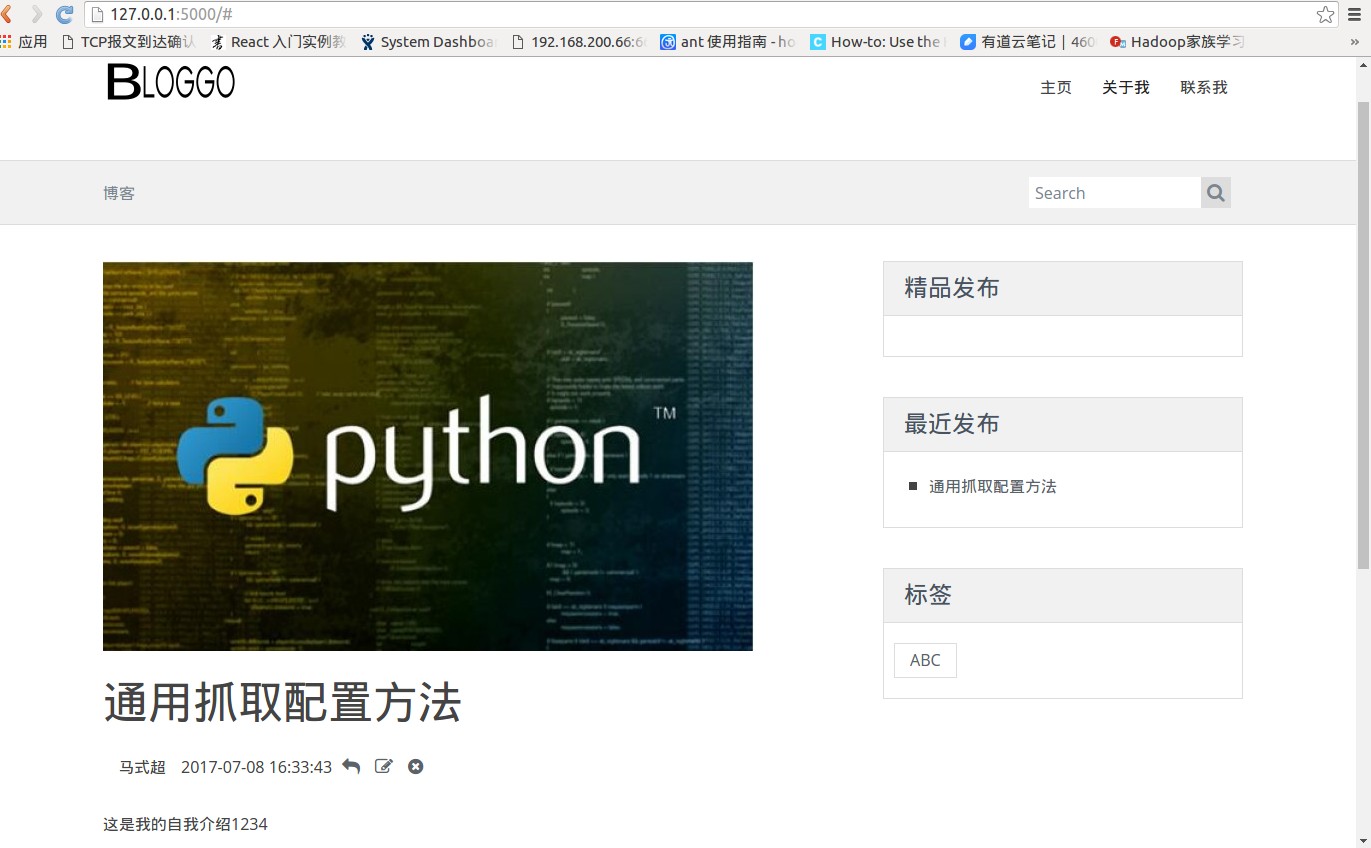 127.0.0.1:5000/#
应用 TCP报文到达确认 React 入门实例教 System Dashboa 192.168.200.66:6 ant 使用指南 - ho How-to: Use the 有道云笔记 | 460 Hadoop家族学习 »
BLOGGO
主页 关于我 联系我
博客
Search
python™
通用抓取配置方法
马式超 2017-07-08 16:33:43
这是我的自我介绍1234
精品发布
最近发布
通用抓取配置方法
标签
ABC